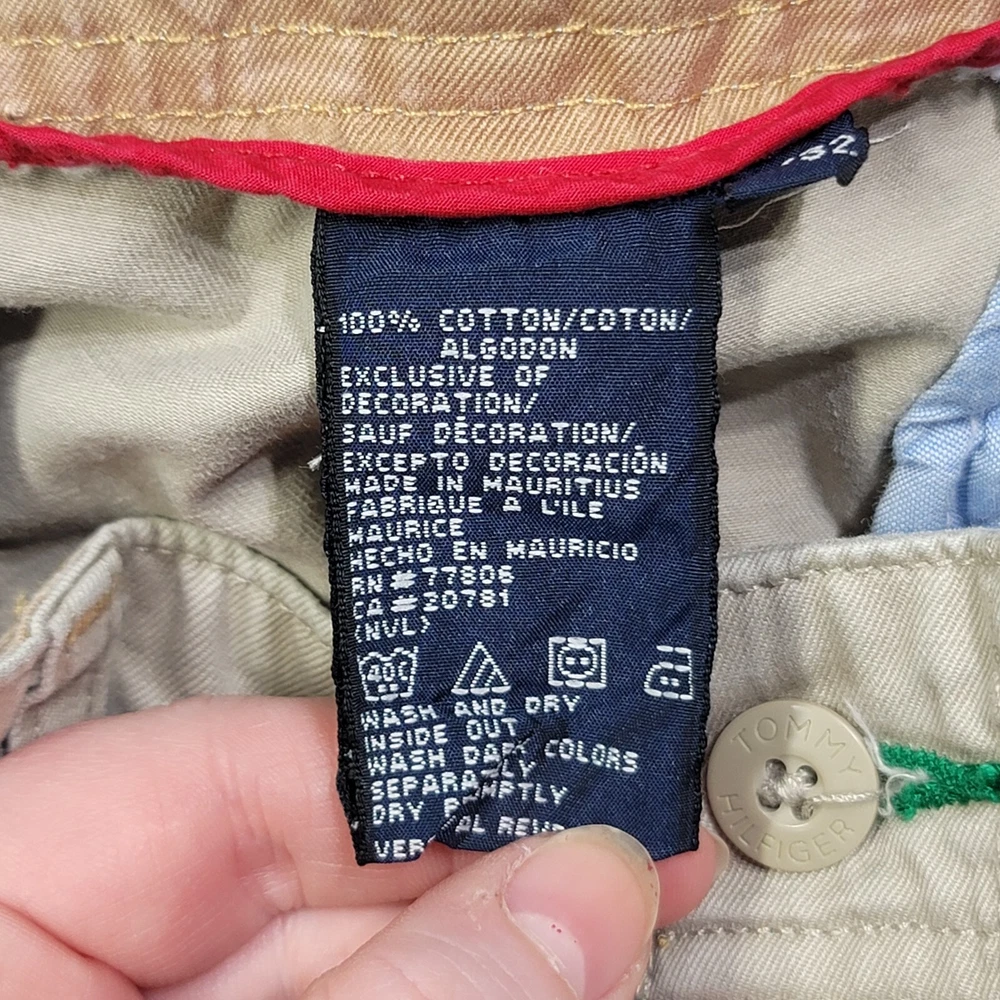 -32
100% COTTON/COTON/
ALGODON
EXCLUSIVE OF
DECORATION/
SAUF DÉCORATION/
EXCEPTO DECORACIÓN
MADE IN MAURITIUS
FABRIQUE A L'ILE
MAURICE
HECHO EN MAURICIO
RN #77806
CA #20781
(NVL)
40°
WASH AND DRY
INSIDE OUT
WASH DARK COLORS
SEPARATELY
DRY PROMPTLY
TOMMY
HILFIGER